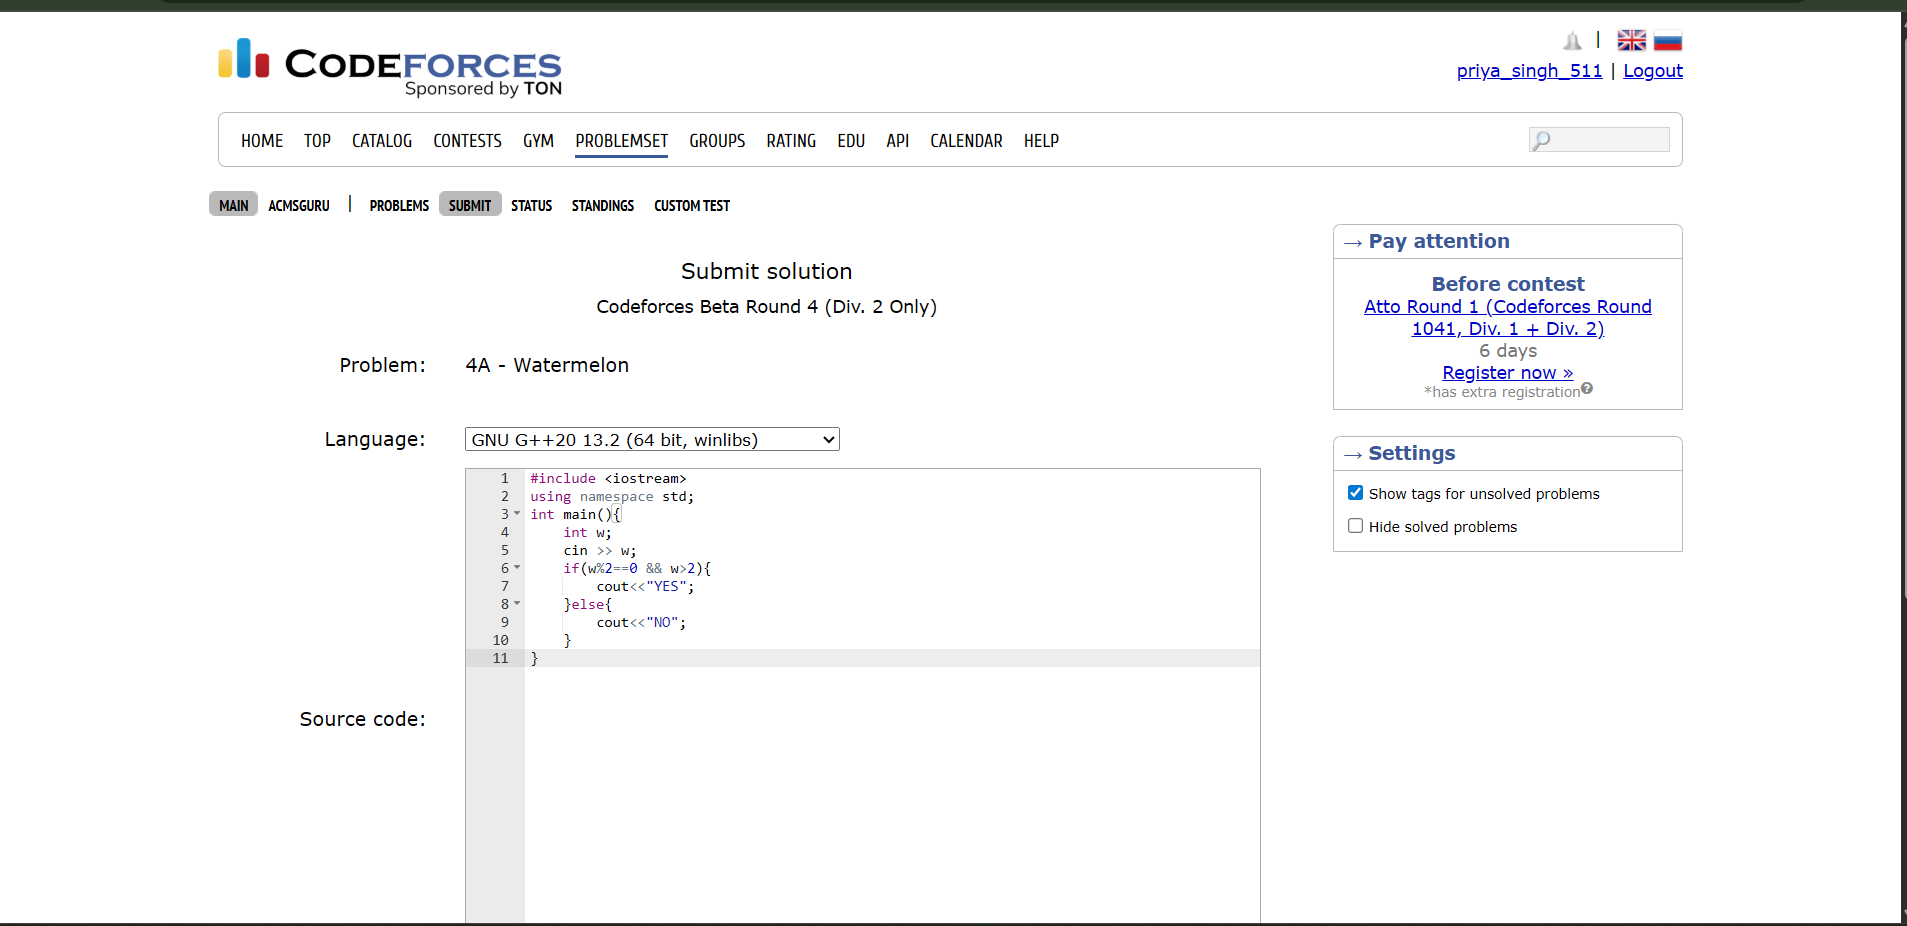 CODEFORCES
Sponsored by TON
|
priya_singh_511 | Logout
HOME TOP CATALOG CONTESTS GYM PROBLEMSET GROUPS RATING EDU API CALENDAR HELP
MAIN ACMSGURU | PROBLEMS SUBMIT STATUS STANDINGS CUSTOM TEST
Submit solution
Codeforces Beta Round 4 (Div. 2 Only)
Problem: 4A - Watermelon
Language: GNU G++20 13.2 (64 bit, winlibs)
Source code:
1 #include <iostream>
2 using namespace std;
3 int main(){
4     int w;
5     cin >> w;
6     if(w%2==0 && w>2){
7         cout<<"YES";
8     }else{
9         cout<<"NO";
10     }
11 }
→ Pay attention
Before contest
Atto Round 1 (Codeforces Round
1041, Div. 1 + Div. 2)
6 days
Register now »
*has extra registration?
→ Settings
Show tags for unsolved problems
Hide solved problems